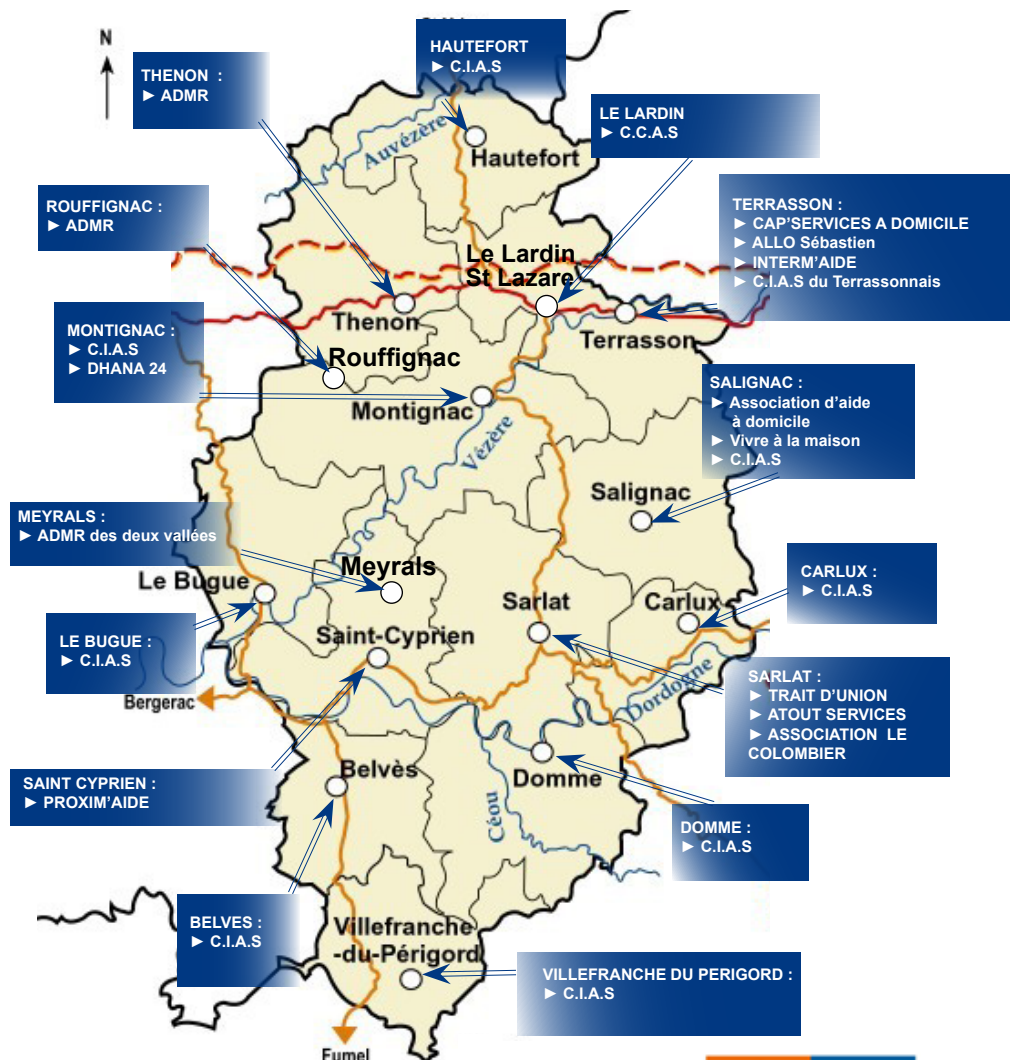 N
HAUTEFORT
► C.I.A.S
THENON :
► ADMR
LE LARDIN
► C.C.A.S
Auvézère
Hautefort
ROUFFIGNAC :
► ADMR
TERRASSON :
► CAP'SERVICES A DOMICILE
► ALLO Sébastien
► INTERM'AIDE
► C.I.A.S du Terrassonnais
Le Lardin
St Lazare
Thenon
Terrasson
MONTIGNAC :
► C.I.A.S
► DHANA 24
Rouffignac
Montignac
SALIGNAC :
► Association d'aide
à domicile
► Vivre à la maison
► C.I.A.S
Vézère
Salignac
MEYRALS :
► ADMR des deux vallées
Meyrals
Le Bugue
CARLUX :
► C.I.A.S
Sarlat
Carlux
LE BUGUE :
► C.I.A.S
Saint-Cyprien
Bergerac
Dordogne
SARLAT :
► TRAIT D'UNION
► ATOUT SERVICES
► ASSOCIATION LE
COLOMBIER
SAINT CYPRIEN :
► PROXIM'AIDE
Belvès
Domme
Céou
DOMME :
► C.I.A.S
BELVES :
► C.I.A.S
Villefranche
-du-Périgord
VILLEFRANCHE DU PERIGORD :
► C.I.A.S
Fumel